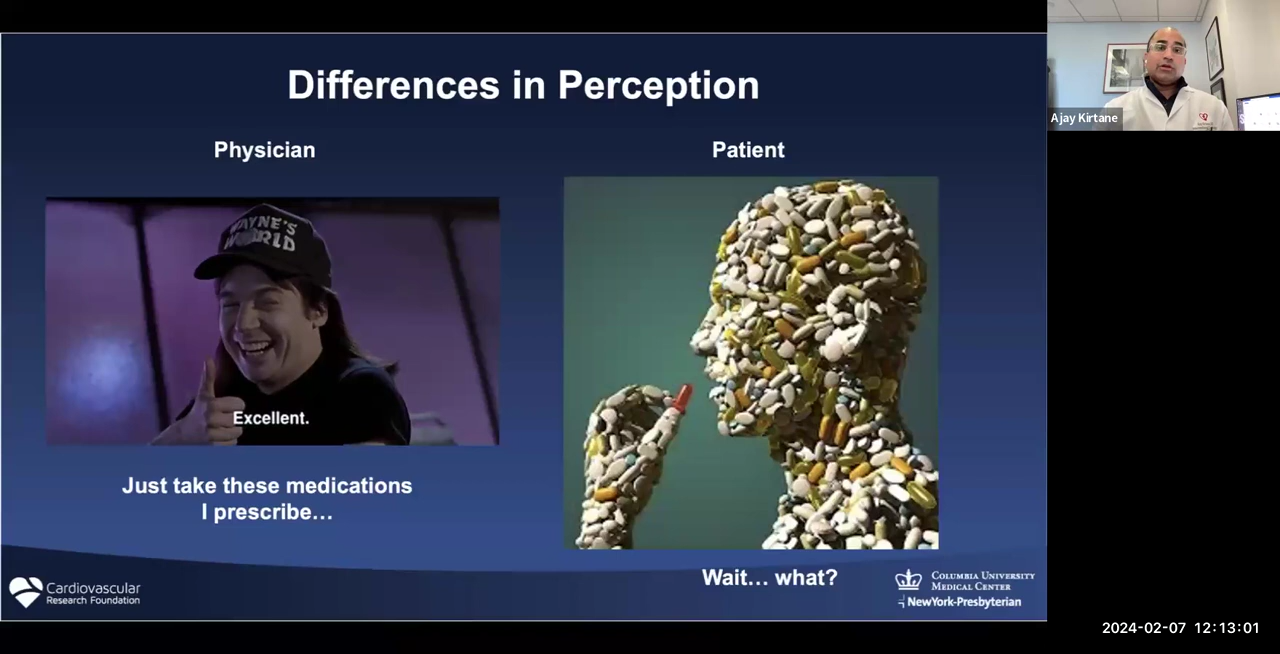 Differences in Perception
Physician
Patient
WAYNE'S
WORLD
Excellent.
Just take these medications
I prescribe…
Wait… what?
Cardiovascular
Research Foundation
COLUMBIA UNIVERSITY
MEDICAL CENTER
NewYork-Presbyterian
Ajay Kirtane
2024-02-07 12:13:01